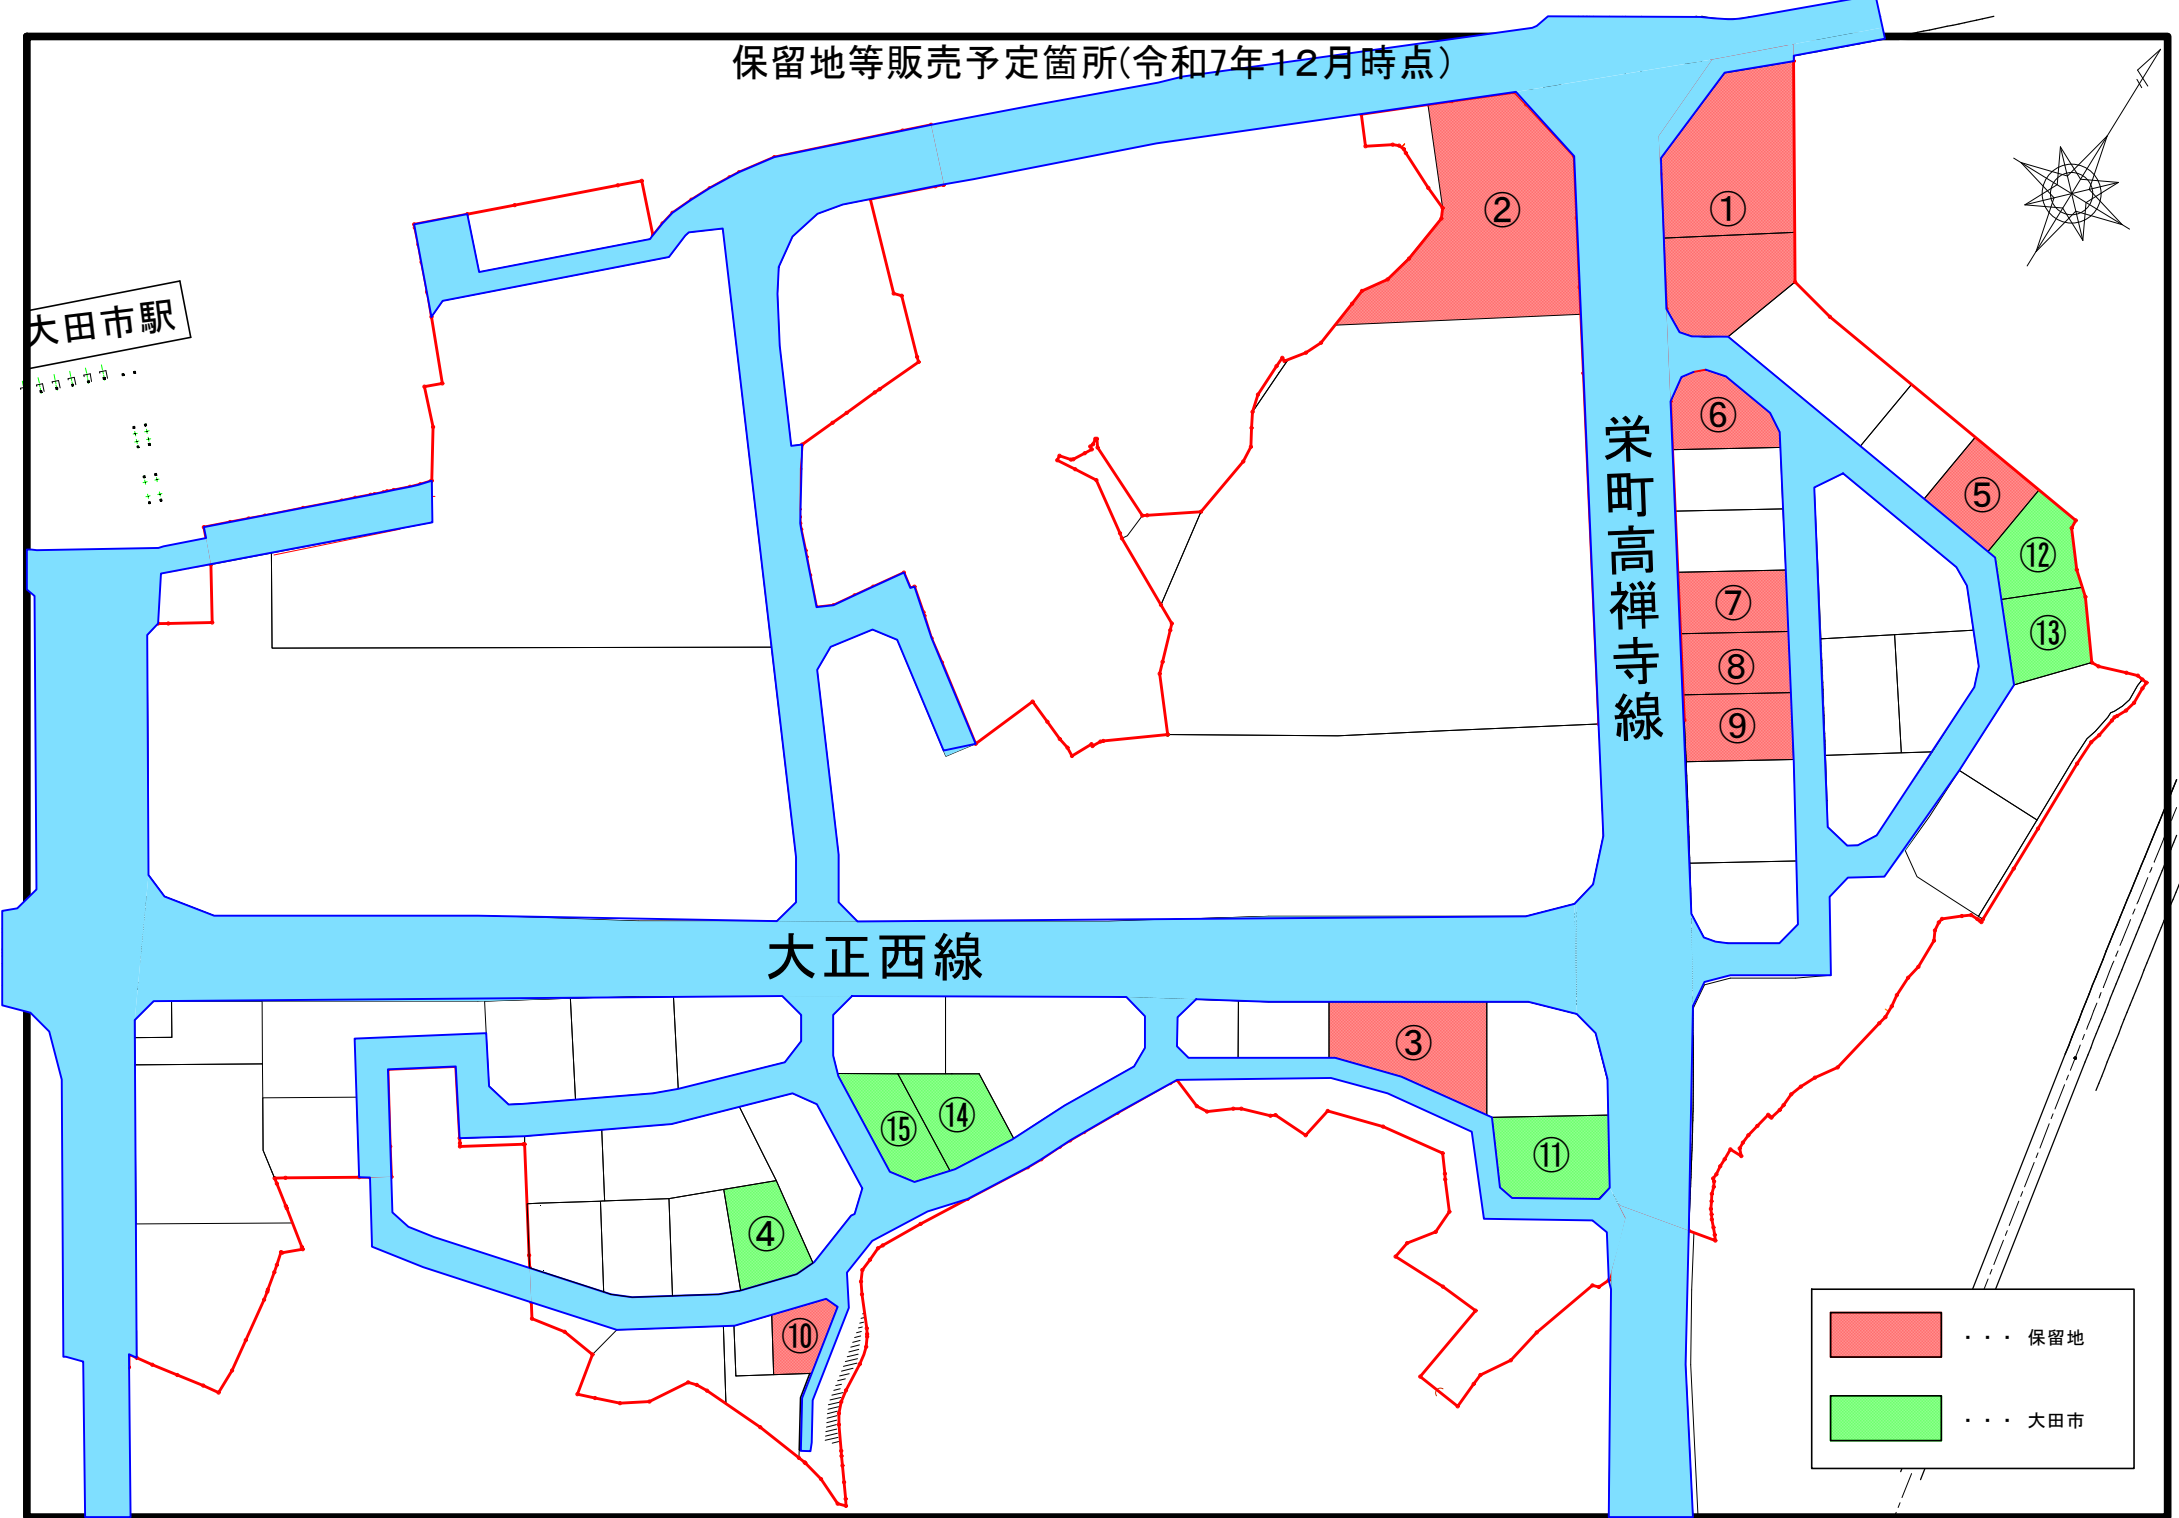 保留地等販売予定箇所(令和7年12月時点)
大田市駅
②
①
⑥
⑤
栄町高禅寺線
⑫
⑦
⑬
⑧
⑨
大正西線
③
⑮
⑭
⑪
④
⑩
・・・ 保留地
・・・ 大田市